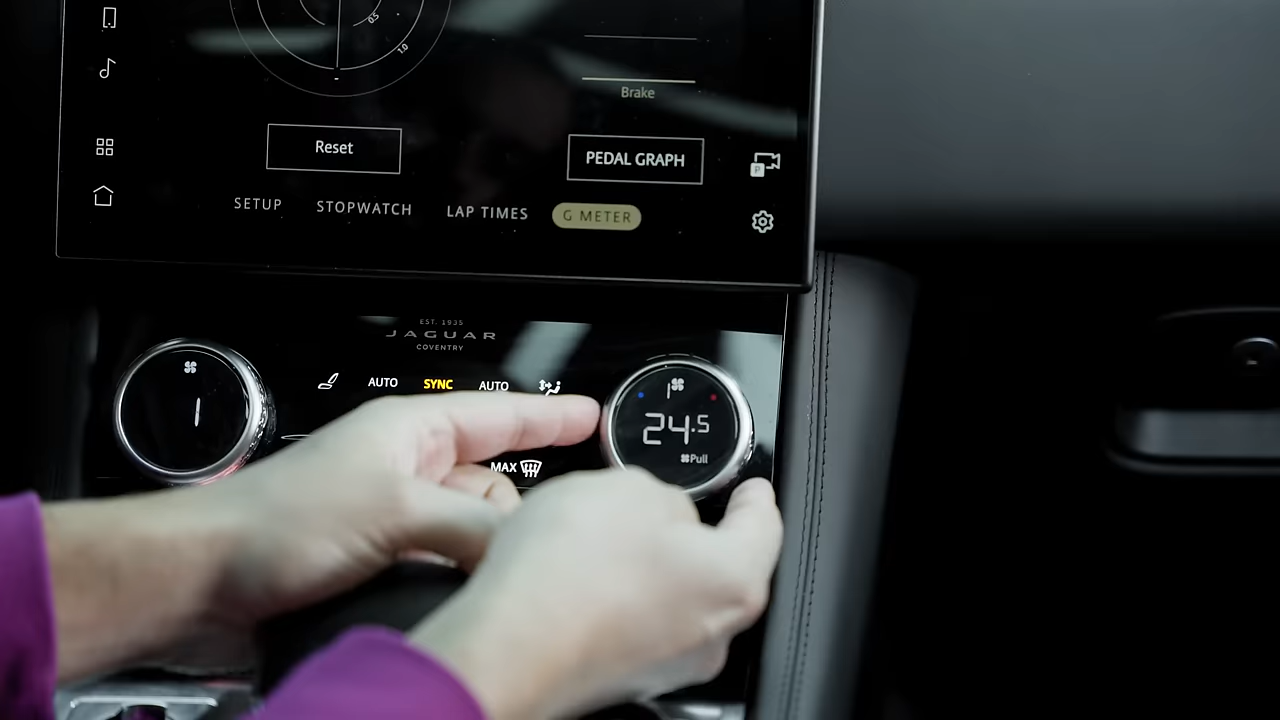 0.5
1.0
Brake
Reset
PEDAL GRAPH
P
SETUP STOPWATCH LAP TIMES G METER
EST. 1935
JAGUAR
COVENTRY
AUTO SYNC AUTO
24.5
Pull
MAX